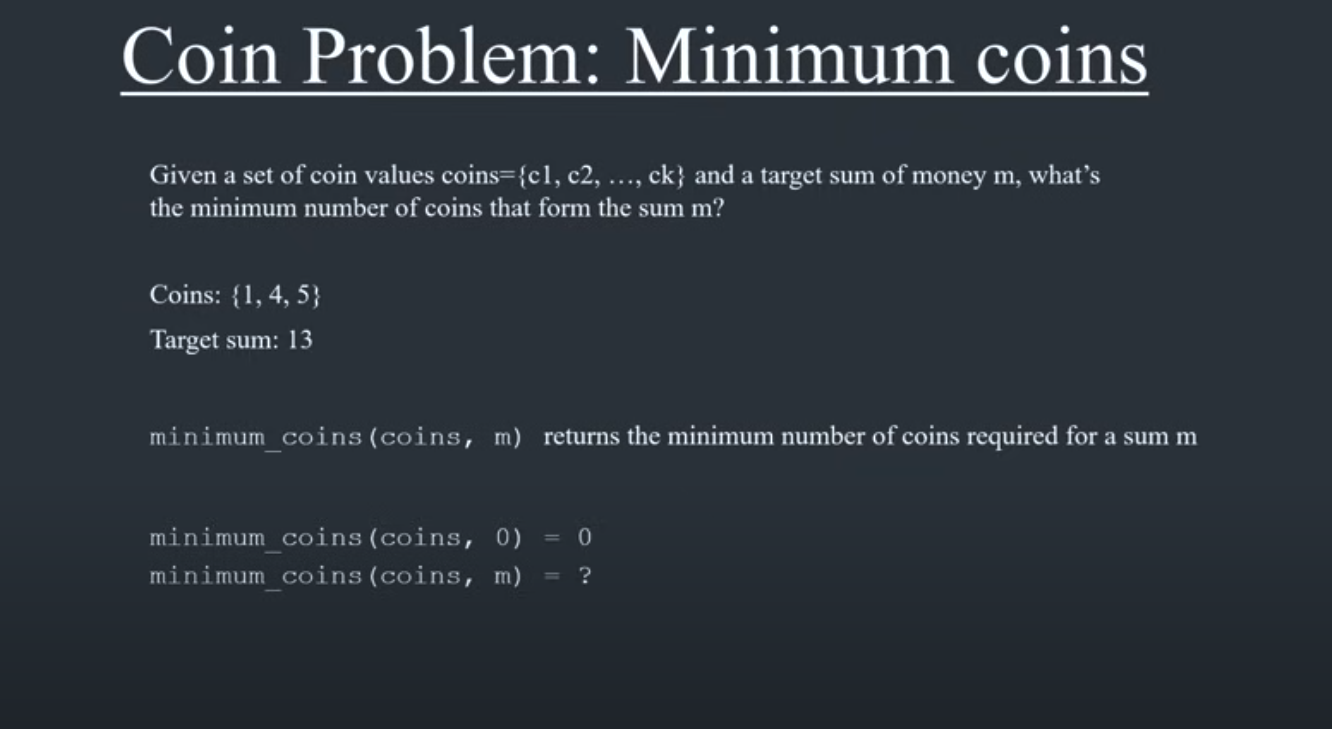 Coin Problem: Minimum coins
Given a set of coin values coins={c1, c2, …, ck} and a target sum of money m, what’s
the minimum number of coins that form the sum m?
Coins: {1, 4, 5}
Target sum: 13
minimum_coins(coins, m) returns the minimum number of coins required for a sum m
minimum_coins(coins, 0) = 0
minimum_coins(coins, m) = ?